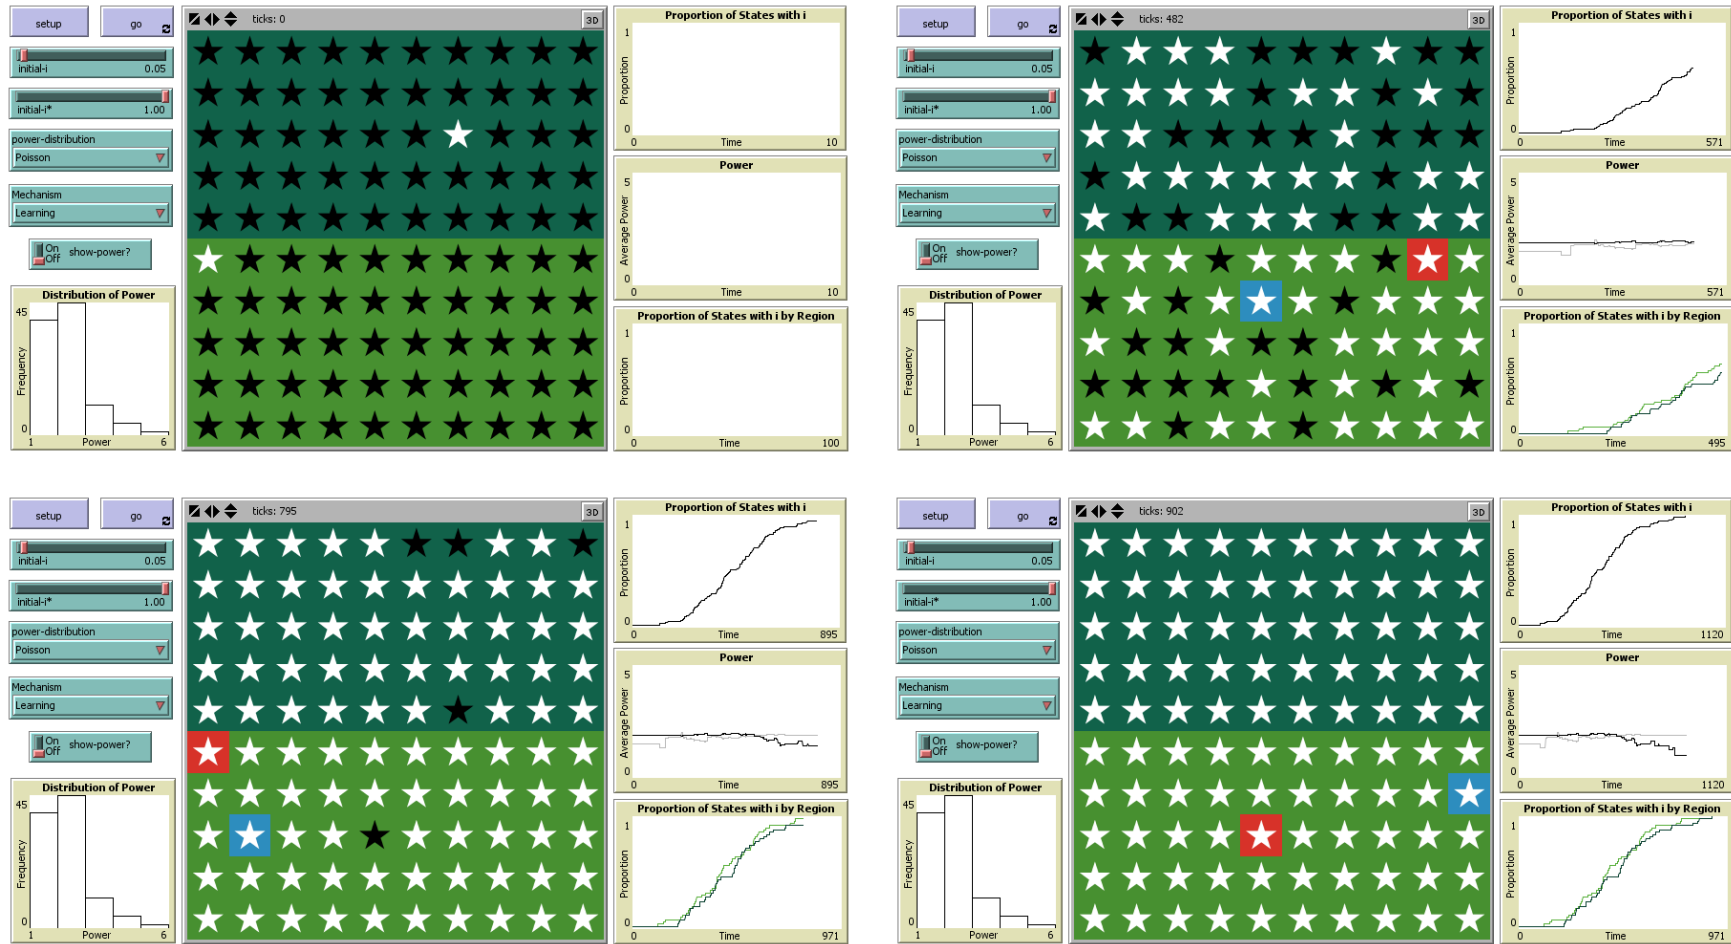 setup
go
initial-i
0.05
initial-i*
1.00
power-distribution
Poisson
Mechanism
Learning
On
Off
show-power?
Distribution of Power
45
Frequency
0
1
Power
6
ticks: 0
3D
Proportion of States with i
1
Proportion
0
0
Time
10
Power
5
Average Power
0
0
Time
10
Proportion of States with i by Region
1
Proportion
0
0
Time
100
setup
go
initial-i
0.05
initial-i*
1.00
power-distribution
Poisson
Mechanism
Learning
On
Off
show-power?
Distribution of Power
45
Frequency
0
1
Power
6
ticks: 482
3D
Proportion of States with i
1
Proportion
0
0
Time
571
Power
5
Average Power
0
0
Time
571
Proportion of States with i by Region
1
Proportion
0
0
Time
495
setup
go
initial-i
0.05
initial-i*
1.00
power-distribution
Poisson
Mechanism
Learning
On
Off
show-power?
Distribution of Power
45
Frequency
0
1
Power
6
ticks: 795
3D
Proportion of States with i
1
Proportion
0
0
Time
895
Power
5
Average Power
0
0
Time
895
Proportion of States with i by Region
1
Proportion
0
0
Time
971
setup
go
initial-i
0.05
initial-i*
1.00
power-distribution
Poisson
Mechanism
Learning
On
Off
show-power?
Distribution of Power
45
Frequency
0
1
Power
6
ticks: 902
3D
Proportion of States with i
1
Proportion
0
0
Time
1120
Power
5
Average Power
0
0
Time
1120
Proportion of States with i by Region
1
Proportion
0
0
Time
971